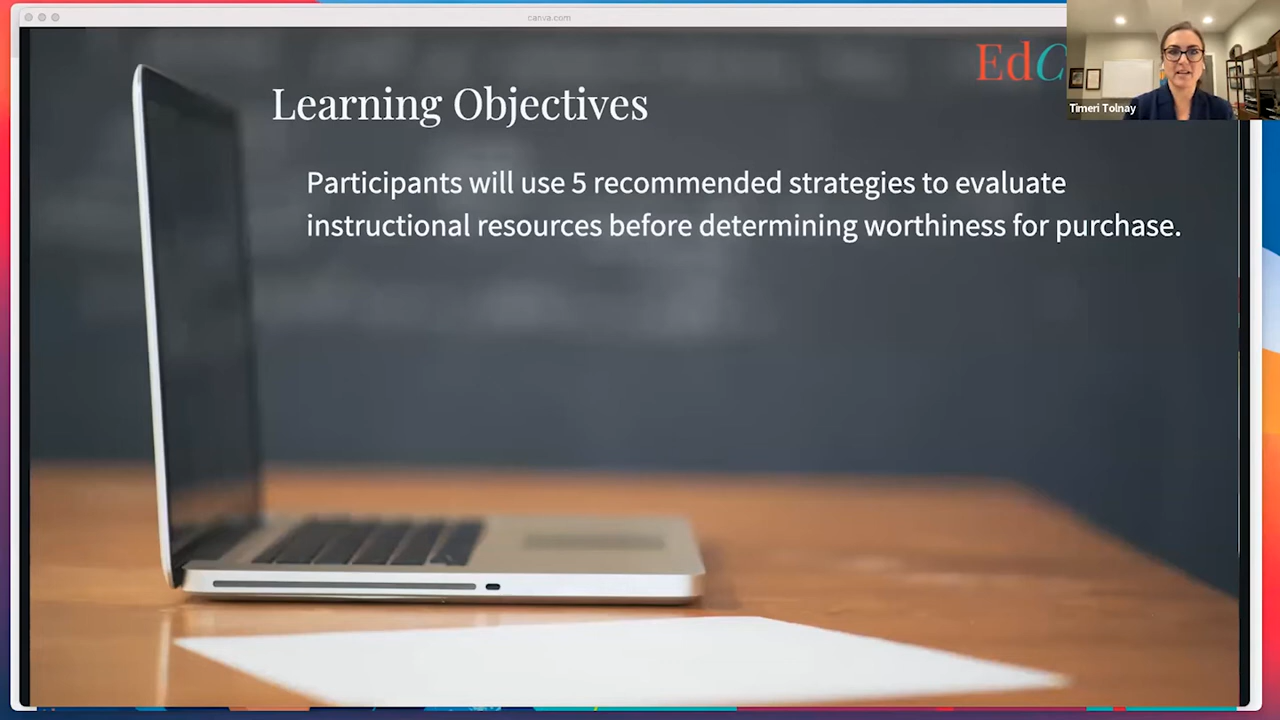 canva.com
EdC
Learning Objectives
Timeri Tolnay
Participants will use 5 recommended strategies to evaluate
instructional resources before determining worthiness for purchase.